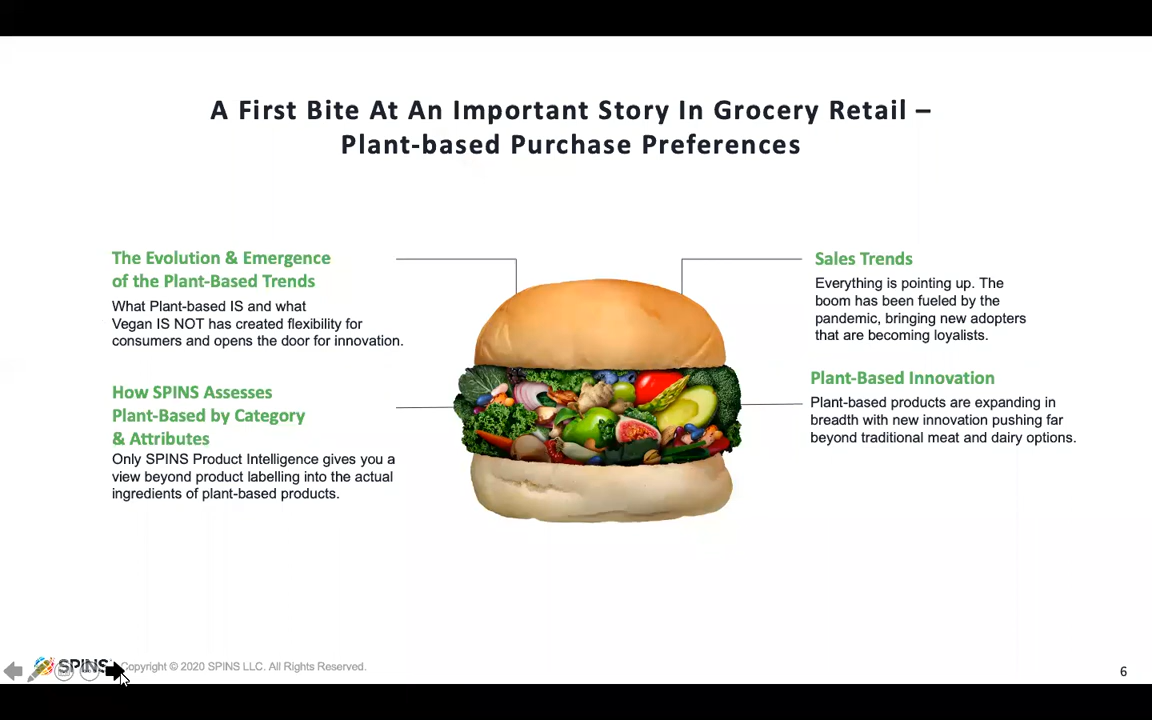 A First Bite At An Important Story In Grocery Retail –
Plant-based Purchase Preferences
The Evolution & Emergence
of the Plant-Based Trends
What Plant-based IS and what
Vegan IS NOT has created flexibility for
consumers and opens the door for innovation.
How SPINS Assesses
Plant-Based by Category
& Attributes
Only SPINS Product Intelligence gives you a
view beyond product labelling into the actual
ingredients of plant-based products.
Sales Trends
Everything is pointing up. The
boom has been fueled by the
pandemic, bringing new adopters
that are becoming loyalists.
Plant-Based Innovation
Plant-based products are expanding in
breadth with new innovation pushing far
beyond traditional meat and dairy options.
SPINS
Copyright © 2020 SPINS LLC. All Rights Reserved.
6